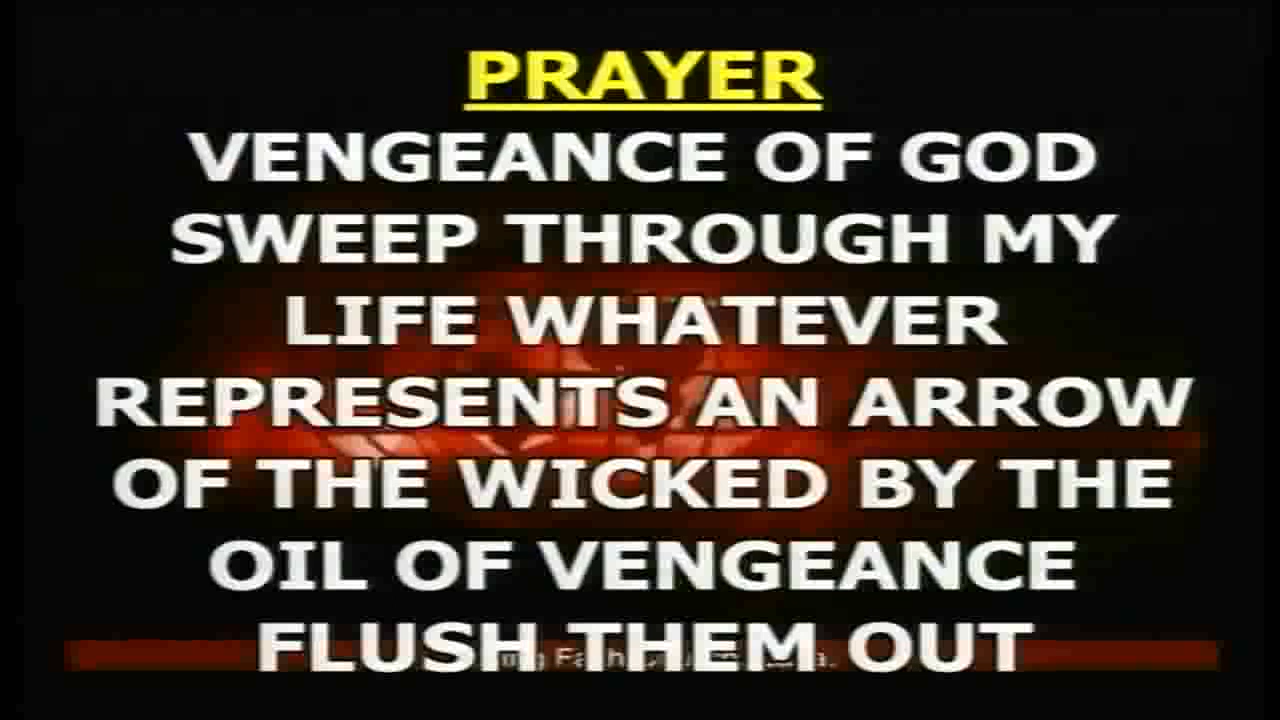 PRAYER
VENGEANCE OF GOD
SWEEP THROUGH MY
LIFE WHATEVER
REPRESENTS AN ARROW
OF THE WICKED BY THE
OIL OF VENGEANCE
FLUSH THEM OUT